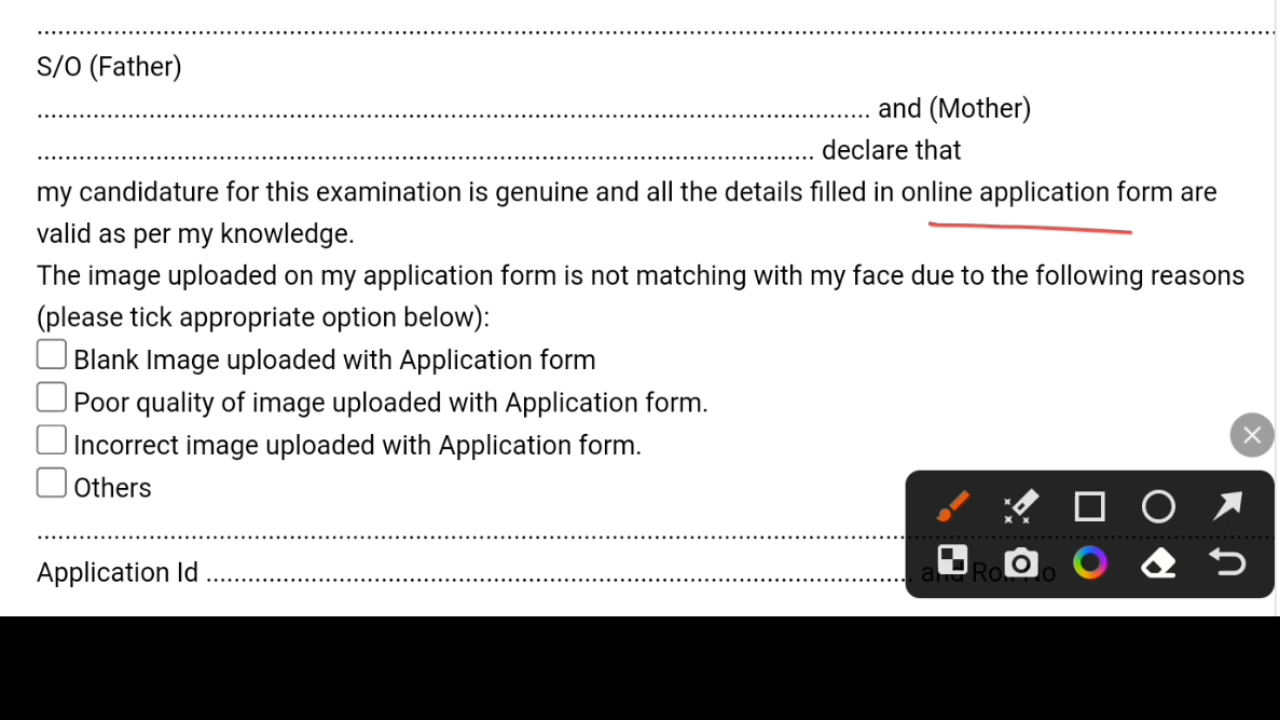 S/O (Father)
........................................................................................................................ and (Mother)
................................................................................................................ declare that
my candidature for this examination is genuine and all the details filled in online application form are
valid as per my knowledge.
The image uploaded on my application form is not matching with my face due to the following reasons
(please tick appropriate option below):
Blank Image uploaded with Application form
Poor quality of image uploaded with Application form.
Incorrect image uploaded with Application form.
Others
Application Id ..................................................................................................... and Roll No